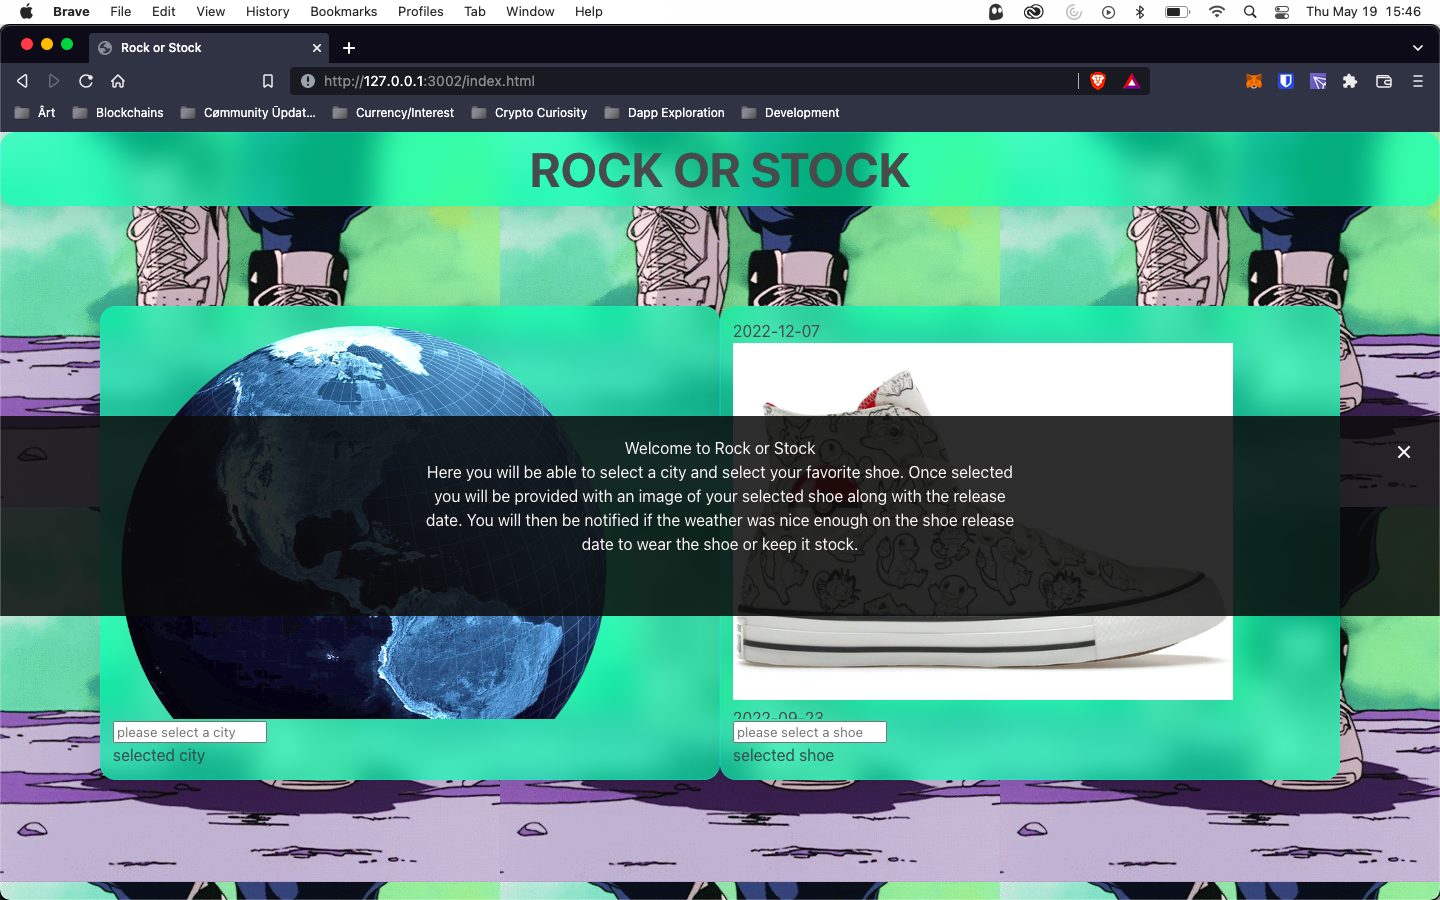 Brave File Edit View History Bookmarks Profiles Tab Window Help Thu May 19 15:46
Rock or Stock
http://127.0.0.1:3002/index.html
Ârt Blockchains Cømmunity Ūpdat... Currency/Interest Crypto Curiosity Dapp Exploration Development
ROCK OR STOCK
2022-12-07
Welcome to Rock or Stock
Here you will be able to select a city and select your favorite shoe. Once selected
you will be provided with an image of your selected shoe along with the release
date. You will then be notified if the weather was nice enough on the shoe release
date to wear the shoe or keep it stock.
2022-09-23
please select a city
selected city
please select a shoe
selected shoe